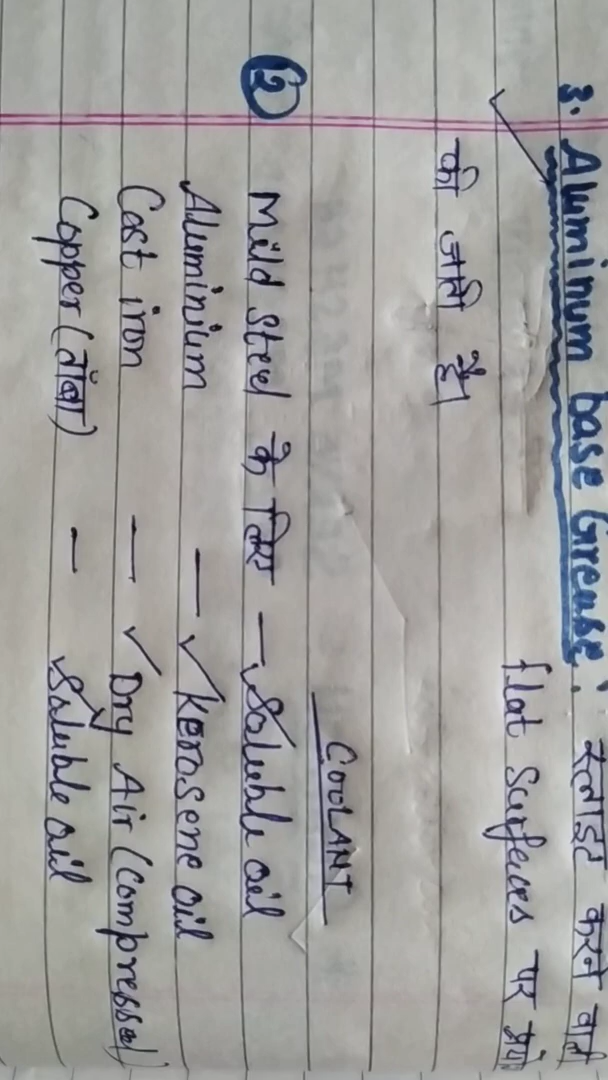 3. Aluminum base Grease : स्लाइड करने वाले
flat Surfaces पर
की जाती है।
COOLANT
② Mild steel के लिए — Soluble oil
Aluminium — ✓ Kerosene oil
Cast iron — ✓ Dry Air (Compressed)
Copper (ताँबा) — Soluble oil